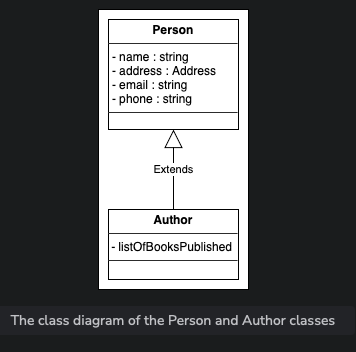 Person
- name : string
- address : Address
- email : string
- phone : string
Extends
Author
- listOfBooksPublished
The class diagram of the Person and Author classes